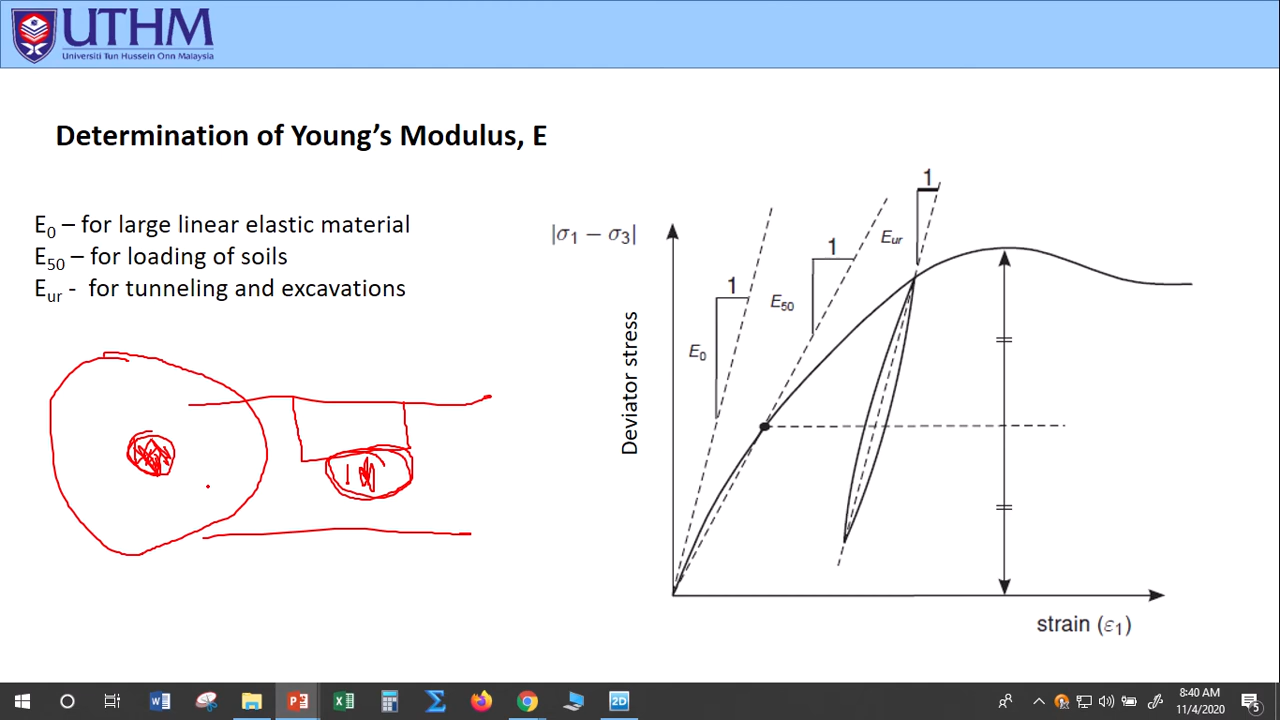 UTHM
Universiti Tun Hussein Onn Malaysia
Determination of Young's Modulus, E
E₀ – for large linear elastic material
E₅₀ – for loading of soils
Eᵤᵣ - for tunneling and excavations
|σ₁ − σ₃|
Deviator stress
1
E₀
1
E₅₀
1
Eᵤᵣ
strain (ε₁)
8:40 AM
11/4/2020
5
2D